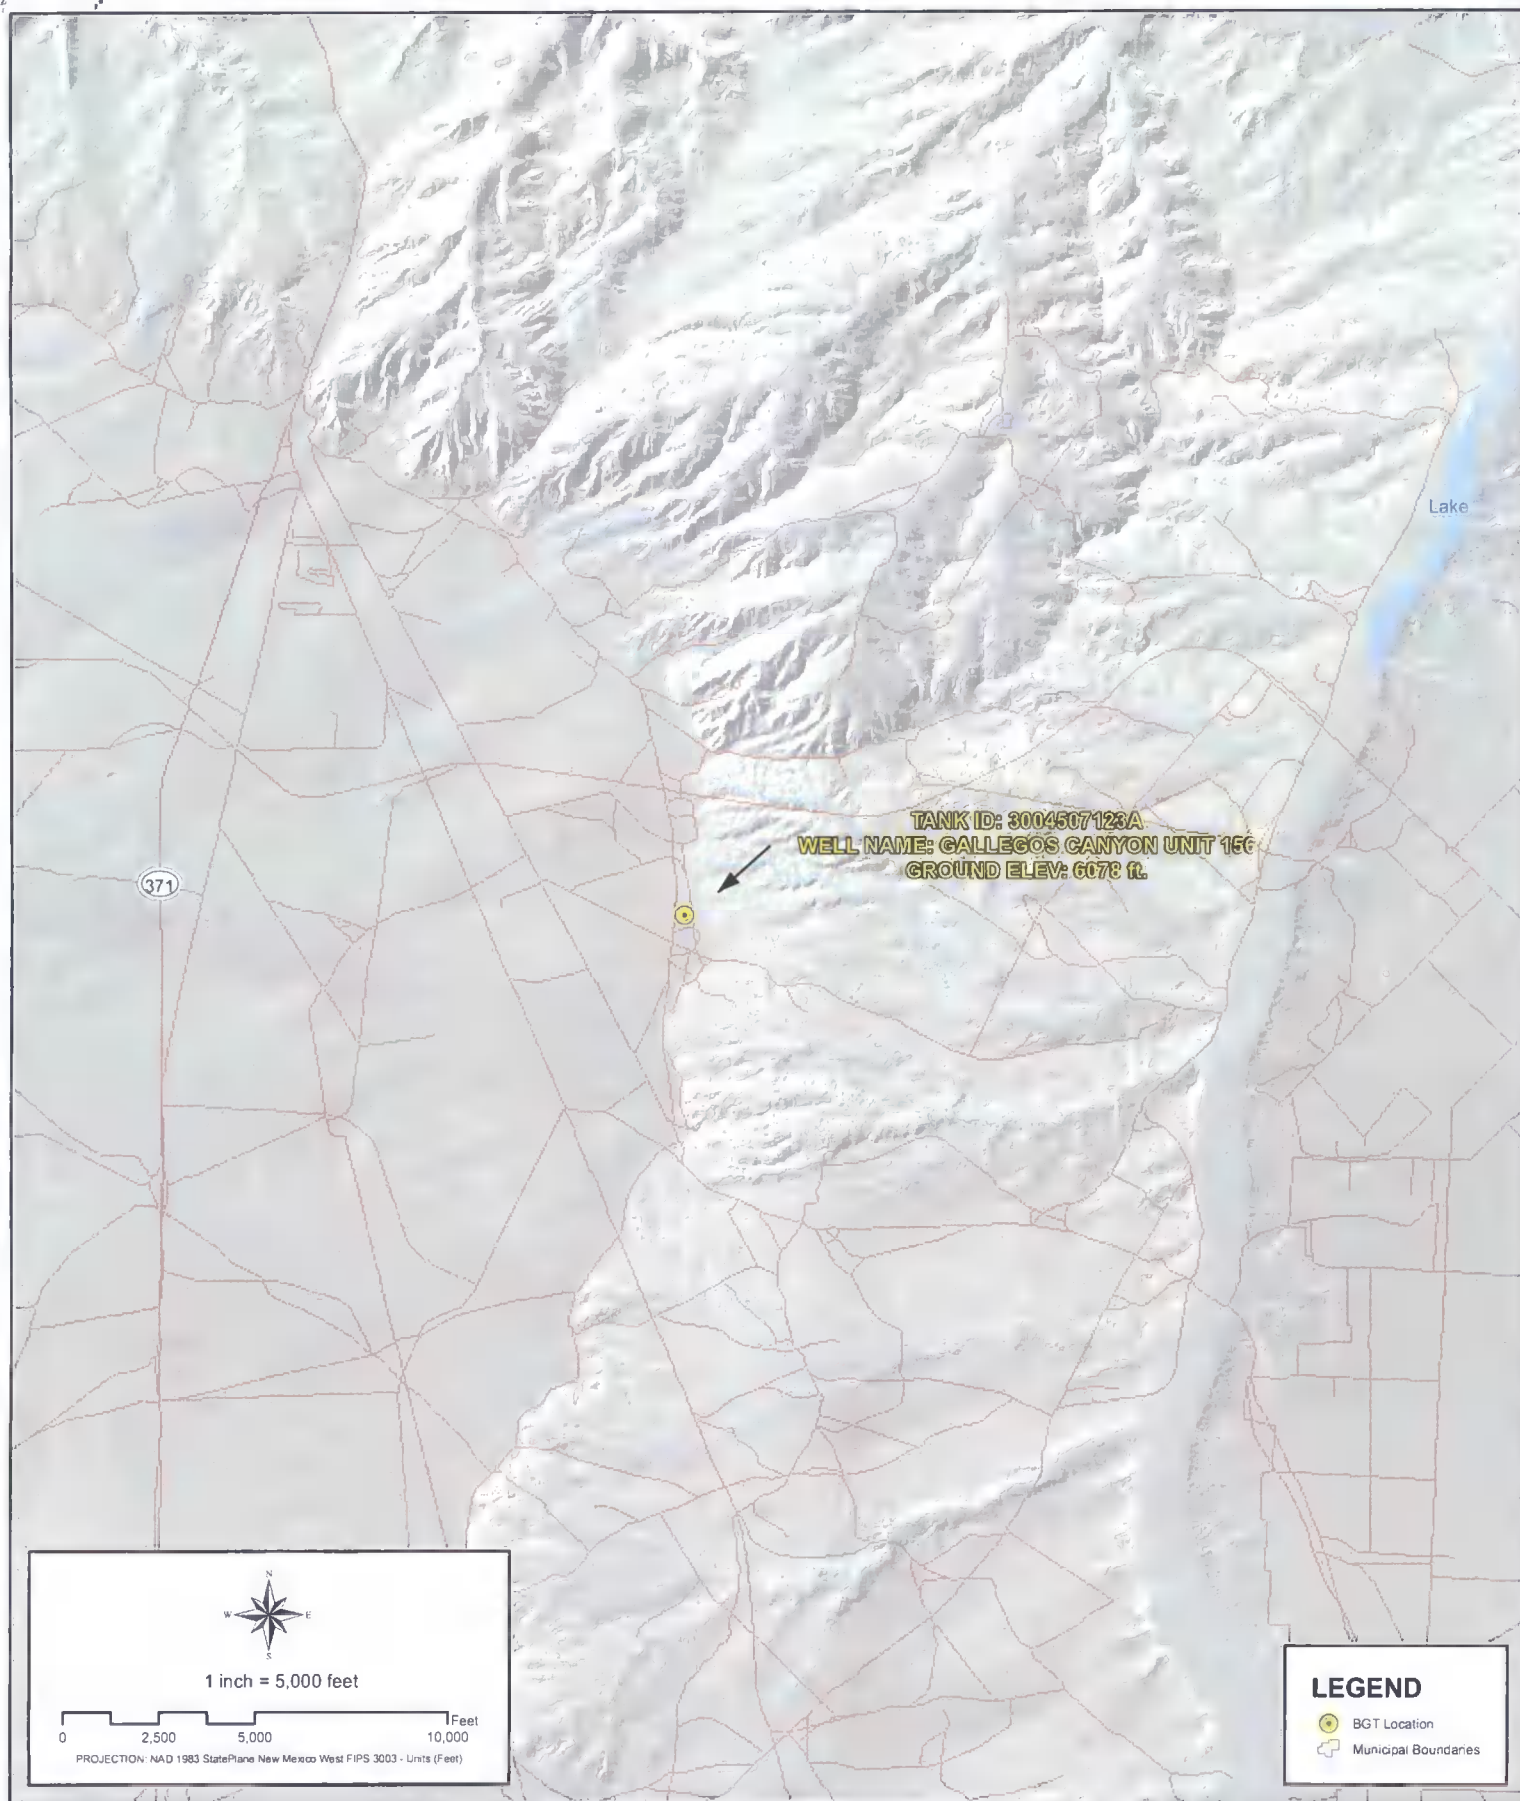 Lake
TANK ID: 3004507123A
WELL NAME: GALLEGOS CANYON UNIT 156
GROUND ELEV: 6078 ft.
371
N
W E
S
1 inch = 5,000 feet
Feet
0 2,500 5,000 10,000
PROJECTION: NAD 1983 StatePlane New Mexico West FIPS 3003 - Units (Feet)
LEGEND
BGT Location
Municipal Boundaries